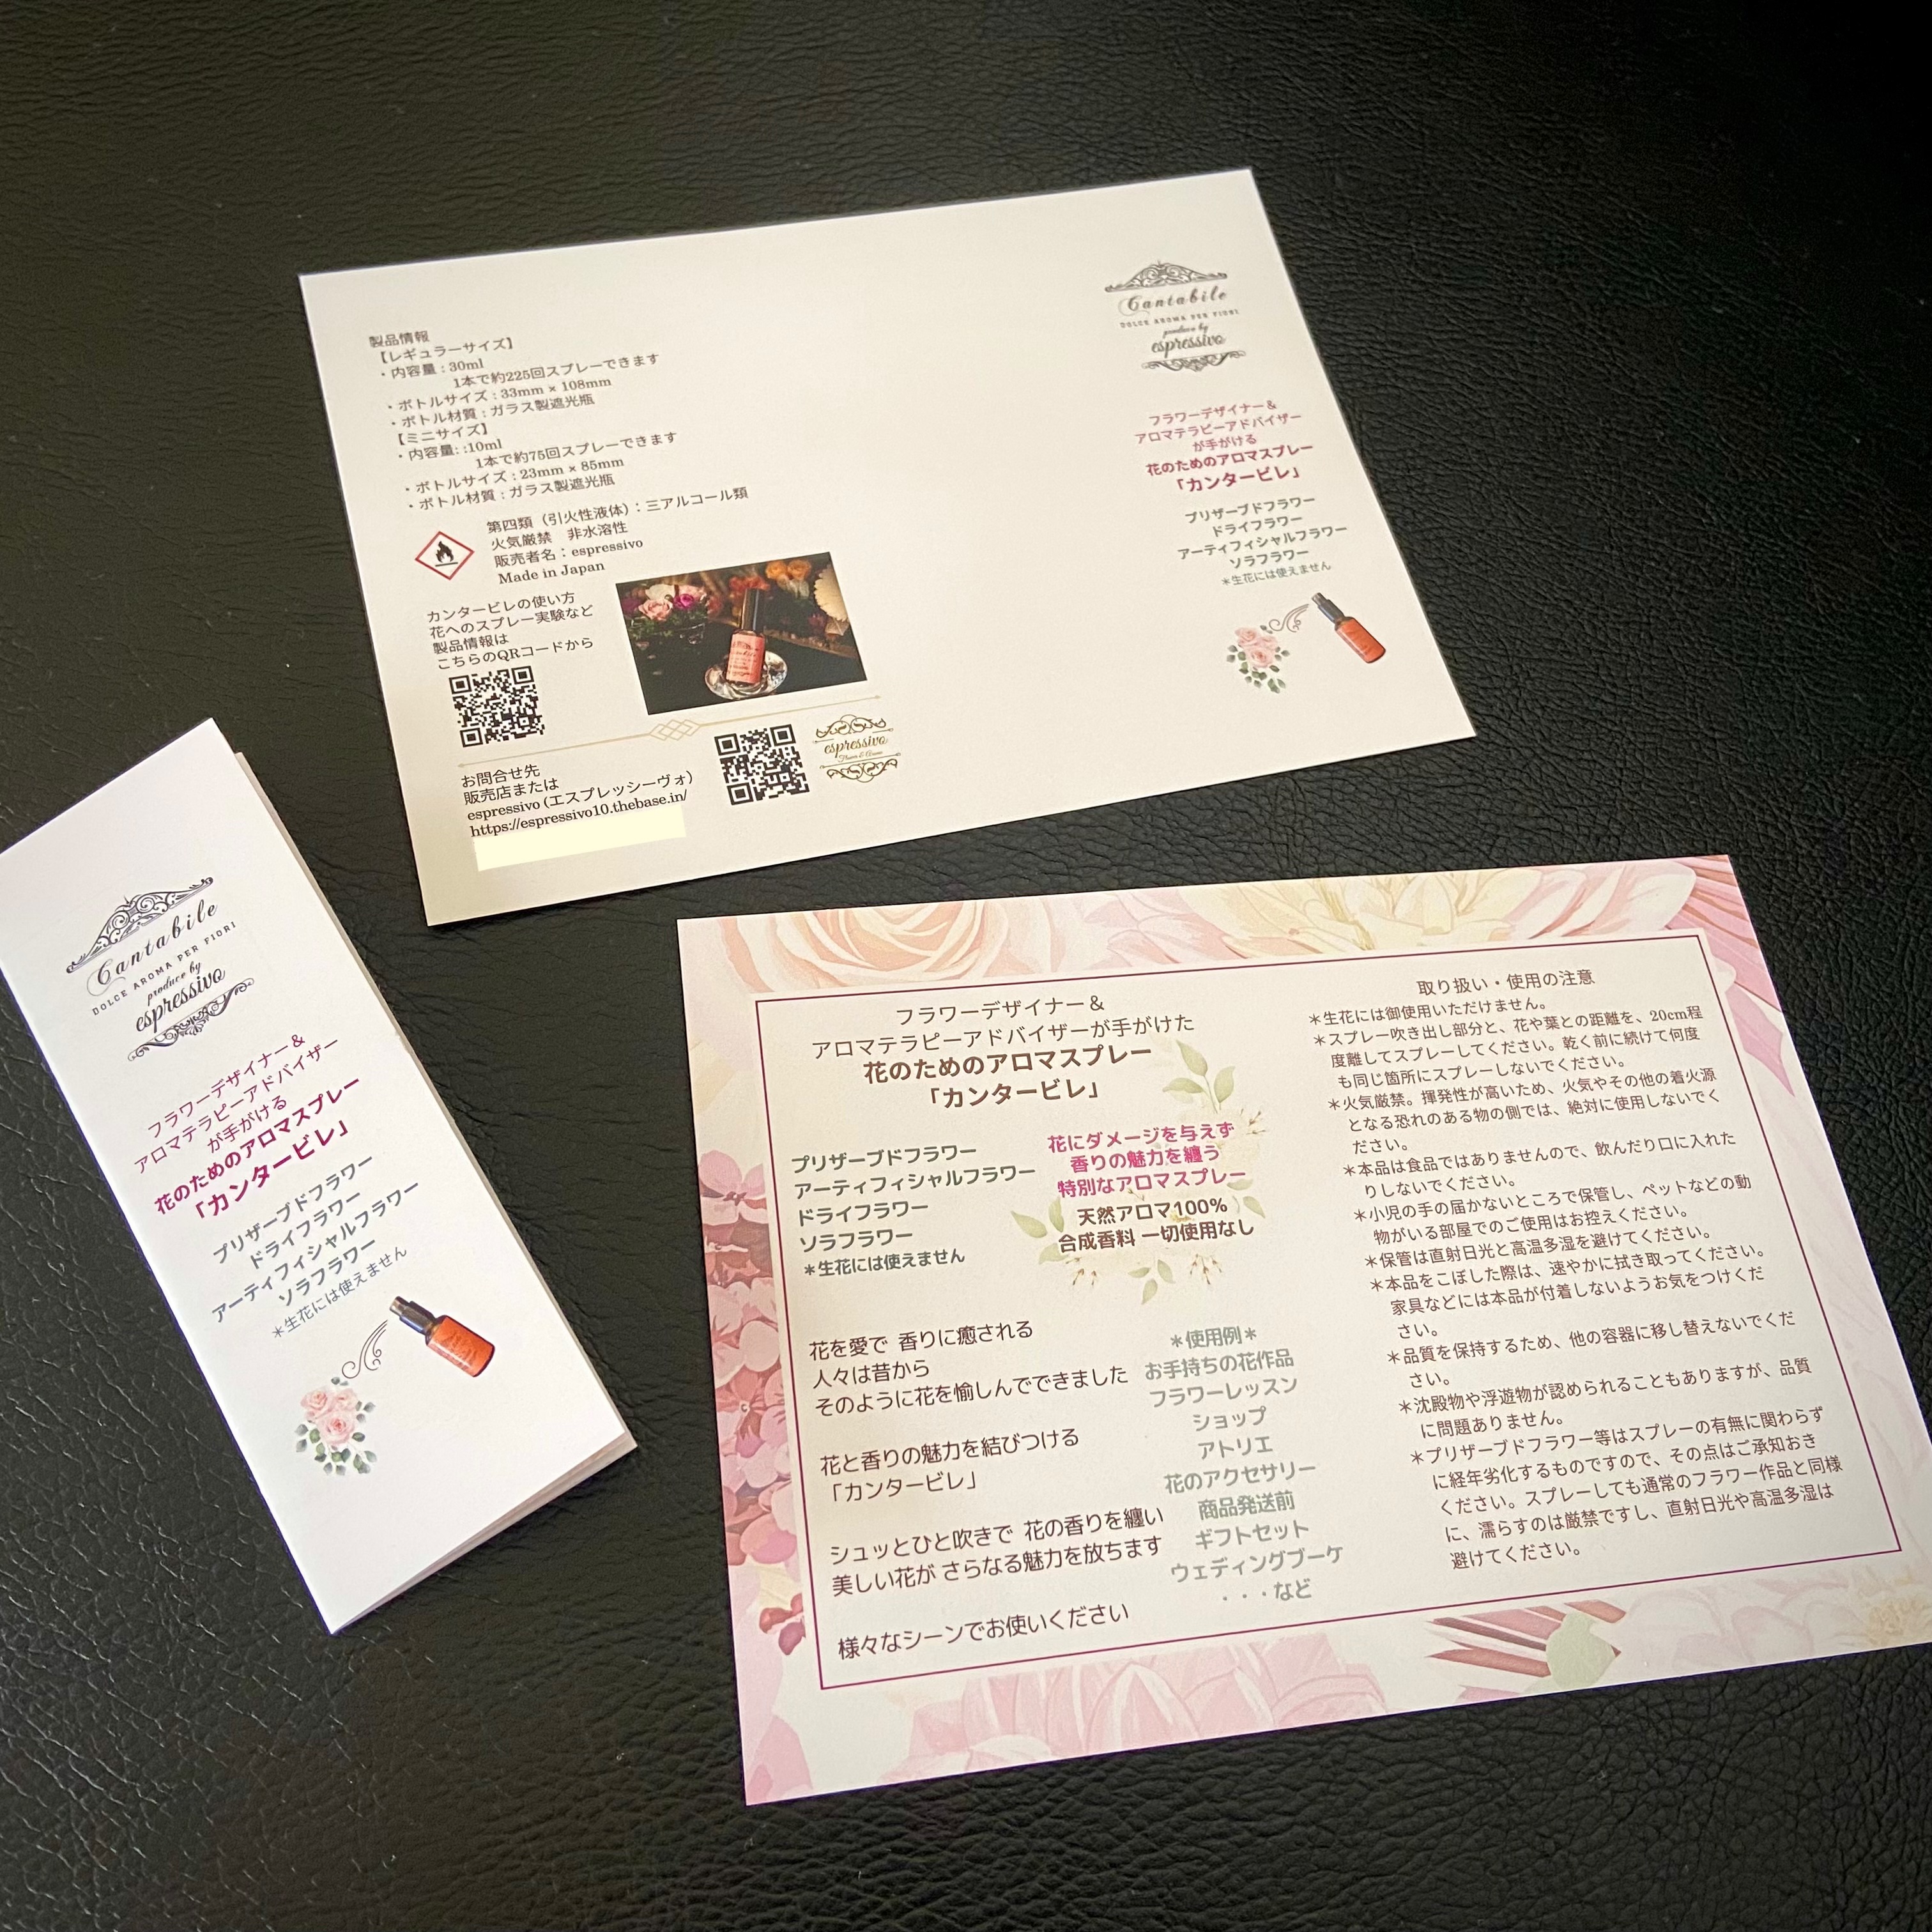 製品情報
【レギュラーサイズ】
・内容量:30ml
1本で約225回スプレーできます
・ボトルサイズ:33mm × 108mm
・ボトル材質:ガラス製遮光瓶
【ミニサイズ】
・内容量::10ml
1本で約75回スプレーできます
・ボトルサイズ:23mm × 85mm
・ボトル材質:ガラス製遮光瓶
第四類（引火性液体）:三アルコール類
火気厳禁　非水溶性
販売者名:espressivo
Made in Japan
カンタービレの使い方
花へのスプレー実験など
製品情報は
こちらのQRコードから
お問合せ先
販売店または
espressivo (エスプレッシーヴォ)
https://espressivo10.thebase.in/
espressivo
Cantabile
DOLCE AROMA PER FIORI
produce by
espressivo
フラワーデザイナー＆
アロマテラピーアドバイザー
が手がける
花のためのアロマスプレー
「カンタービレ」
プリザーブドフラワー
ドライフラワー
アーティフィシャルフラワー
ソラフラワー
＊生花には使えません
Cantabile
DOLCE AROMA PER FIORI
produce by
espressivo
フラワーデザイナー＆
アロマテラピーアドバイザー
が手がける
花のためのアロマスプレー
「カンタービレ」
プリザーブドフラワー
ドライフラワー
アーティフィシャルフラワー
ソラフラワー
＊生花には使えません
フラワーデザイナー＆
アロマテラピーアドバイザーが手がけた
花のためのアロマスプレー
「カンタービレ」
プリザーブドフラワー
アーティフィシャルフラワー
ドライフラワー
ソラフラワー
＊生花には使えません
花にダメージを与えず
香りの魅力を纏う
特別なアロマスプレー
天然アロマ100%
合成香料 一切使用なし
花を愛で 香りに癒される
人々は昔から
そのように花を愉しんでできました
花と香りの魅力を結びつける
「カンタービレ」
シュッとひと吹きで 花の香りを纏い
美しい花が さらなる魅力を放ちます
様々なシーンでお使いください
＊使用例＊
お手持ちの花作品
フラワーレッスン
ショップ
アトリエ
花のアクセサリー
商品発送前
ギフトセット
ウェディングブーケ
・・・など
取り扱い・使用の注意
＊生花には御使用いただけません。
＊スプレー吹き出し部分と、花や葉との距離を、20cm程
度離してスプレーしてください。乾く前に続けて何度
も同じ箇所にスプレーしないでください。
＊火気厳禁。揮発性が高いため、火気やその他の着火源
となる恐れのある物の側では、絶対に使用しないでく
ださい。
＊本品は食品ではありませんので、飲んだり口に入れた
りしないでください。
＊小児の手の届かないところで保管し、ペットなどの動
物がいる部屋でのご使用はお控えください。
＊保管は直射日光と高温多湿を避けてください。
＊本品をこぼした際は、速やかに拭き取ってください。
家具などには本品が付着しないようお気をつけくだ
さい。
＊品質を保持するため、他の容器に移し替えないでくだ
さい。
＊沈殿物や浮遊物が認められることもありますが、品質
に問題ありません。
＊プリザーブドフラワー等はスプレーの有無に関わらず
に経年劣化するものですので、その点はご承知おき
ください。スプレーしても通常のフラワー作品と同様
に、濡らすのは厳禁ですし、直射日光や高温多湿は
避けてください。